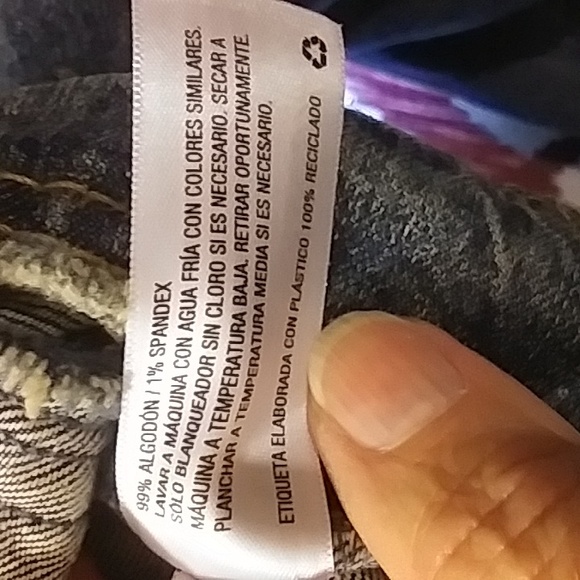 99% ALGODÓN / 1% SPANDEX
LAVAR A MÁQUINA CON AGUA FRÍA CON COLORES SIMILARES.
SÓLO BLANQUEADOR SIN CLORO SI ES NECESARIO. SECAR A
MÁQUINA A TEMPERATURA BAJA. RETIRAR OPORTUNAMENTE.
PLANCHAR A TEMPERATURA MEDIA SI ES NECESARIO.
ETIQUETA ELABORADA CON PLÁSTICO 100% RECICLADO